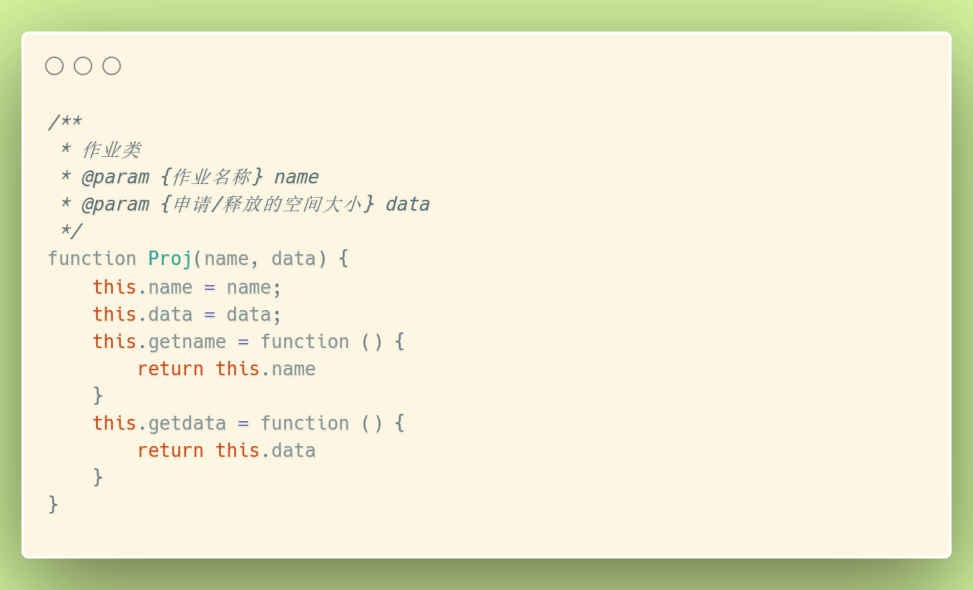 /**
 * 作业类
 * @param {作业名称} name
 * @param {申请/释放的空间大小} data
 */
function Proj(name, data) {
    this.name = name;
    this.data = data;
    this.getname = function () {
        return this.name
    }
    this.getdata = function () {
        return this.data
    }
}